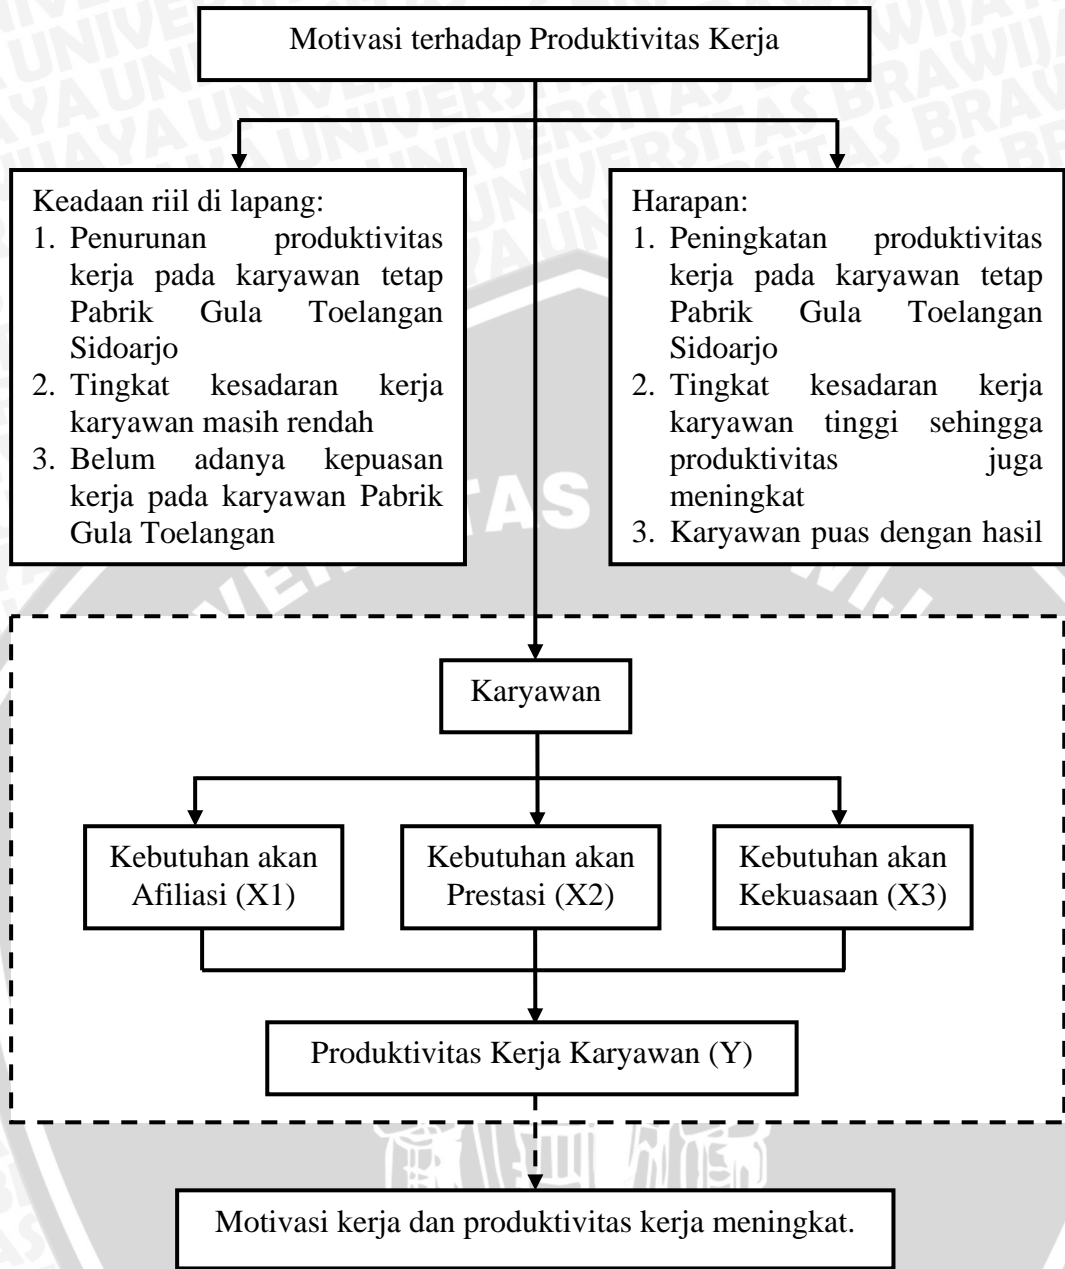 Motivasi terhadap Produktivitas Kerja
Keadaan riil di lapang:
1. Penurunan produktivitas
kerja pada karyawan tetap
Pabrik Gula Toelangan
Sidoarjo
2. Tingkat kesadaran kerja
karyawan masih rendah
3. Belum adanya kepuasan
kerja pada karyawan Pabrik
Gula Toelangan
Harapan:
1. Peningkatan produktivitas
kerja pada karyawan tetap
Pabrik Gula Toelangan
Sidoarjo
2. Tingkat kesadaran kerja
karyawan tinggi sehingga
produktivitas juga
meningkat
3. Karyawan puas dengan hasil
Karyawan
Kebutuhan akan
Afiliasi (X1)
Kebutuhan akan
Prestasi (X2)
Kebutuhan akan
Kekuasaan (X3)
Produktivitas Kerja Karyawan (Y)
Motivasi kerja dan produktivitas kerja meningkat.